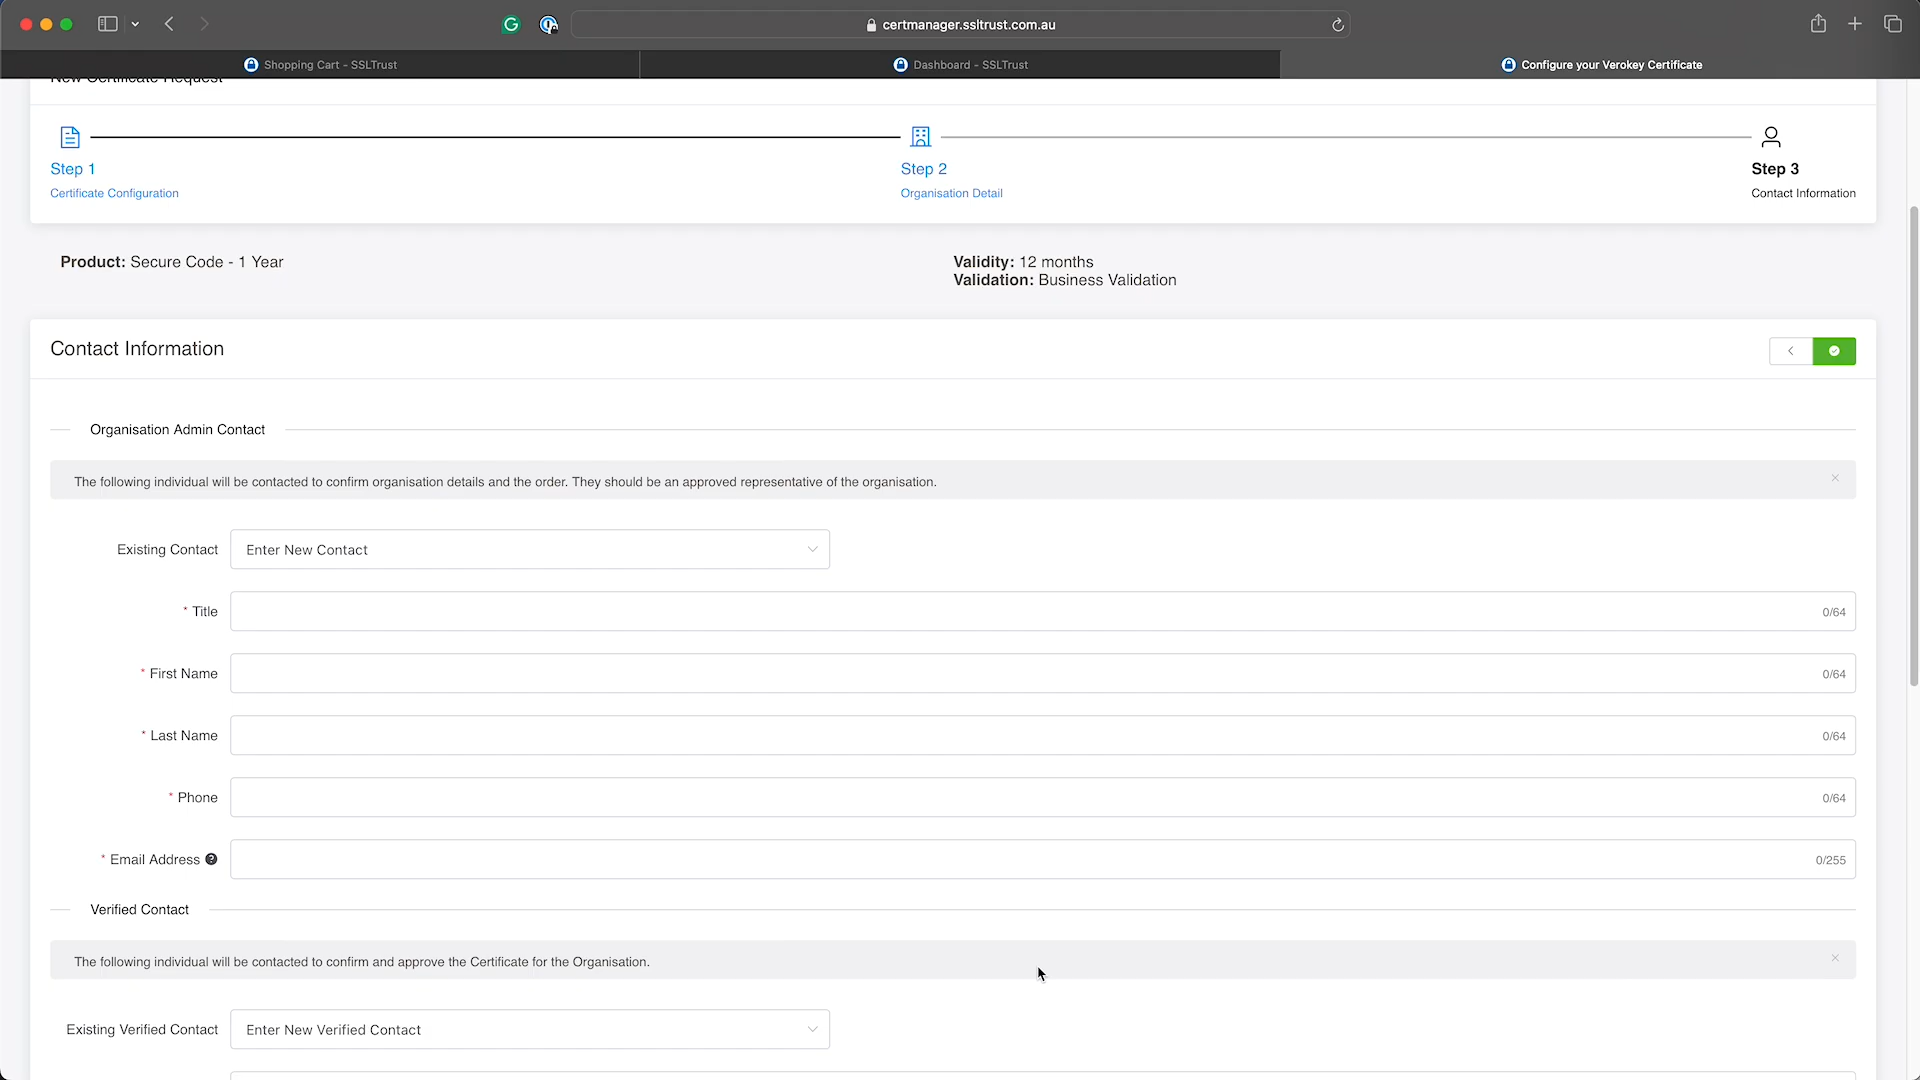 certmanager.ssltrust.com.au
Shopping Cart - SSLTrust
Dashboard - SSLTrust
Configure your Verokey Certificate
New Certificate Request
Step 1
Certificate Configuration
Step 2
Organisation Detail
Step 3
Contact Information
Product: Secure Code - 1 Year
Validity: 12 months
Validation: Business Validation
Contact Information
Organisation Admin Contact
The following individual will be contacted to confirm organisation details and the order. They should be an approved representative of the organisation.
Existing Contact
Enter New Contact
* Title
0/64
* First Name
0/64
* Last Name
0/64
* Phone
0/64
* Email Address ?
0/255
Verified Contact
The following individual will be contacted to confirm and approve the Certificate for the Organisation.
Existing Verified Contact
Enter New Verified Contact